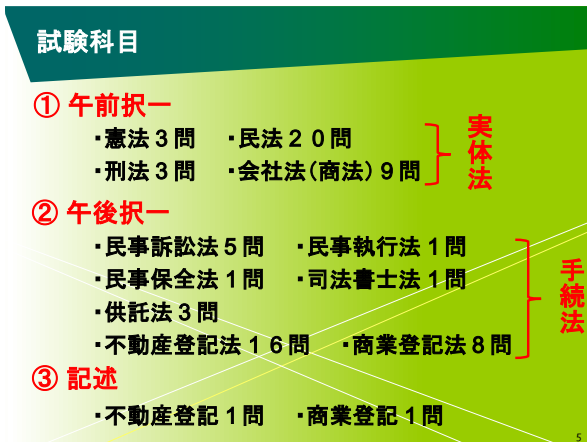 試験科目
① 午前択一
・憲法３問 ・民法２０問
・刑法３問 ・会社法（商法）９問
実体法
② 午後択一
・民事訴訟法５問 ・民事執行法１問
・民事保全法１問 ・司法書士法１問
・供託法３問
・不動産登記法１６問 ・商業登記法８問
手続法
③ 記述
・不動産登記１問 ・商業登記１問
5